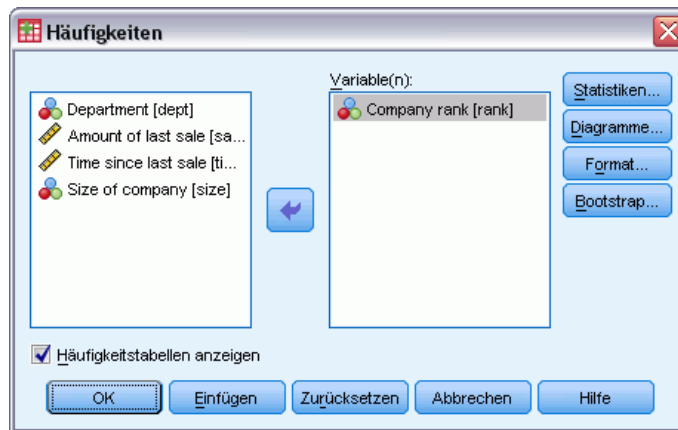 Häufigkeiten
Variable(n):
Department [dept]
Amount of last sale [sa...
Time since last sale [ti...
Size of company [size]
Company rank [rank]
Statistiken...
Diagramme...
Format...
Bootstrap...
Häufigkeitstabellen anzeigen
OK
Einfügen
Zurücksetzen
Abbrechen
Hilfe